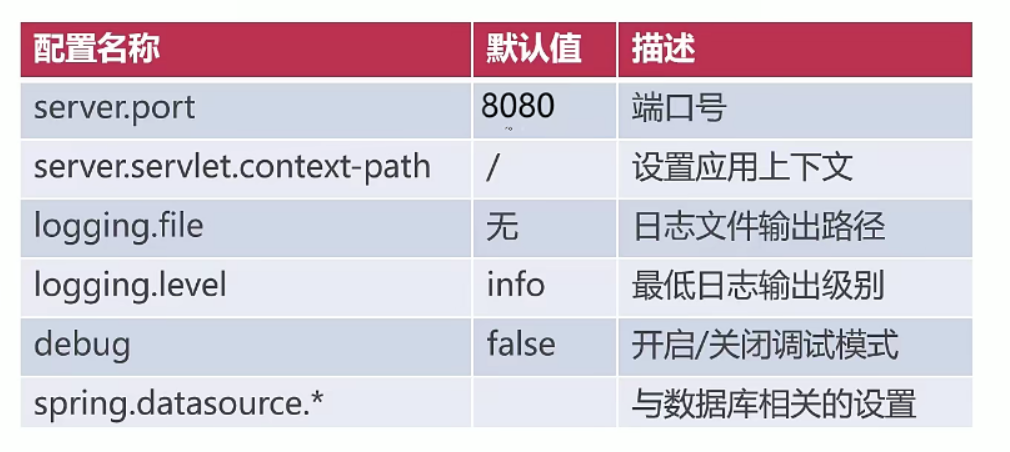 配置名称 默认值 描述
server.port 8080 端口号
server.servlet.context-path / 设置应用上下文
logging.file 无 日志文件输出路径
logging.level info 最低日志输出级别
debug false 开启/关闭调试模式
spring.datasource.* 与数据库相关的设置